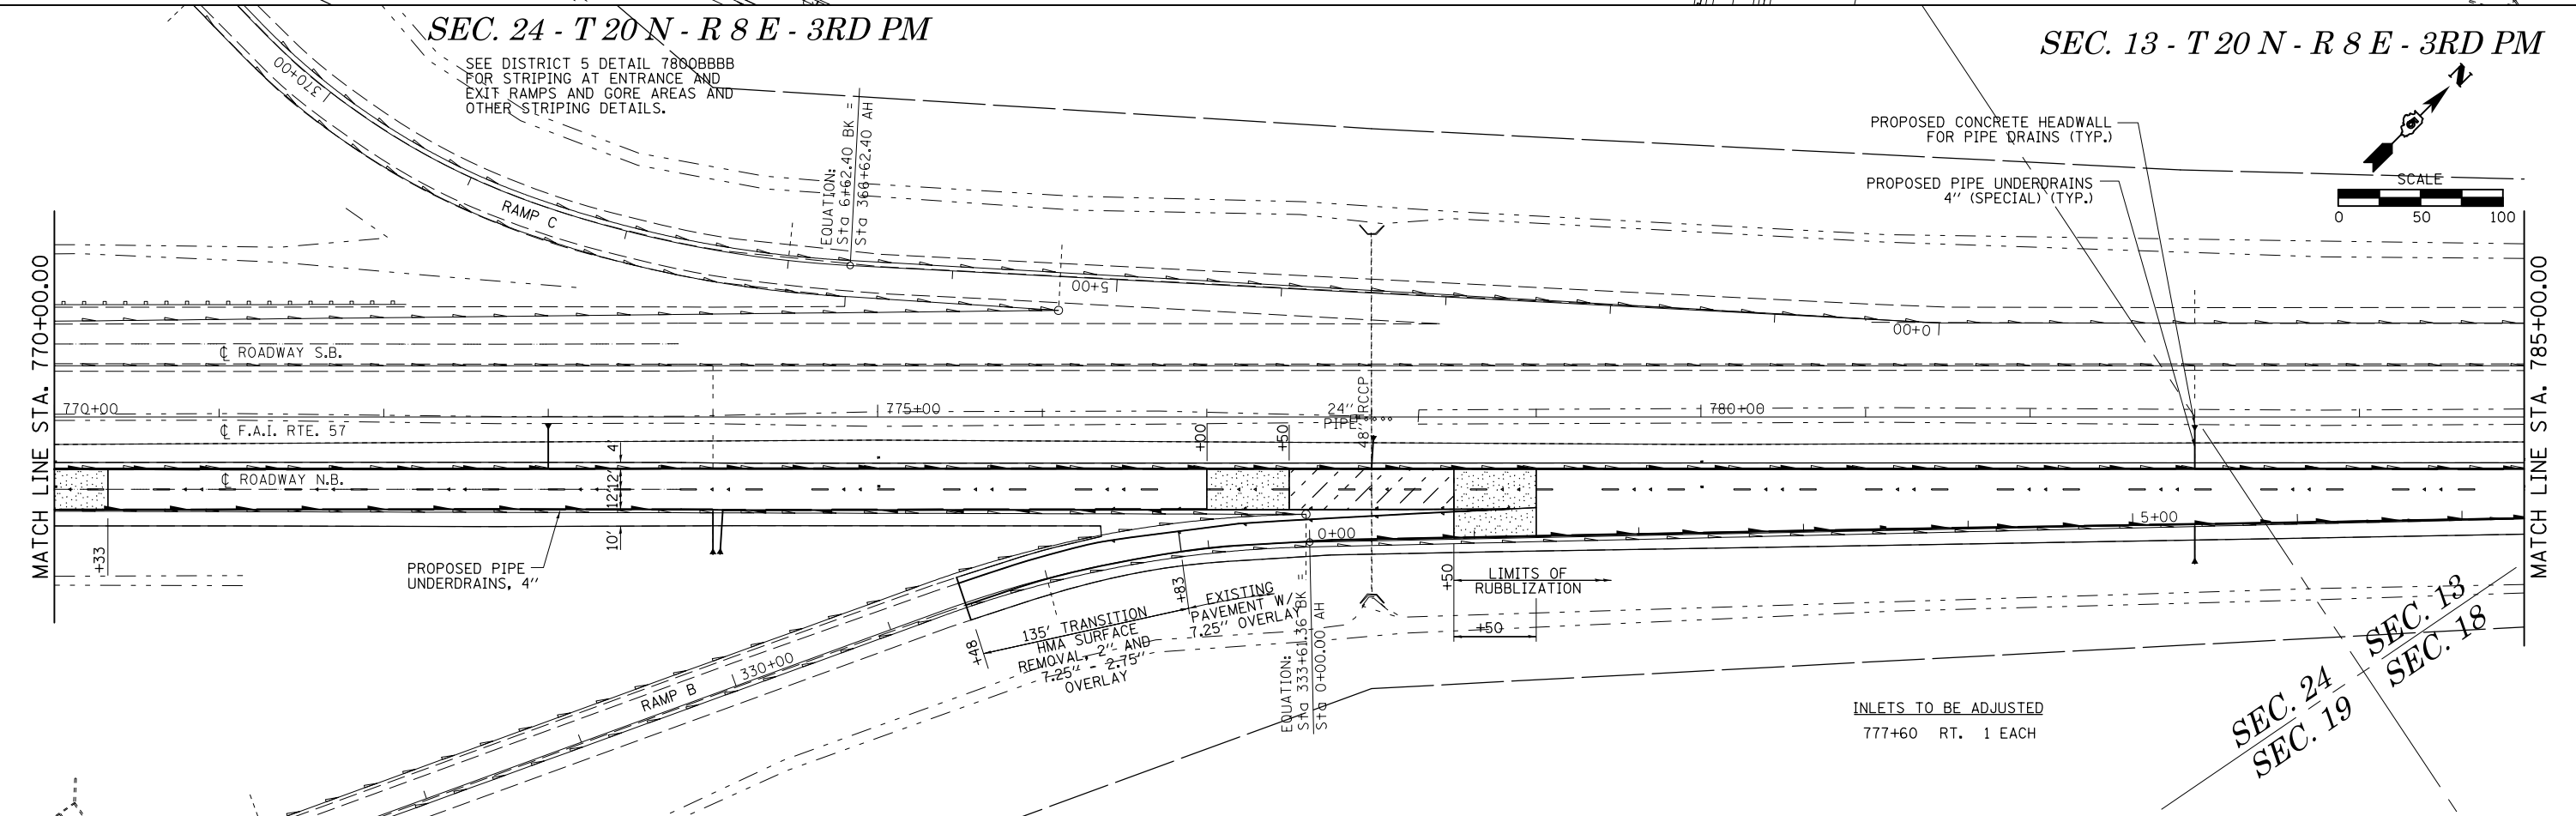 SEC. 24 - T 20 N - R 8 E - 3RD PM
SEC. 13 - T 20 N - R 8 E - 3RD PM
SEE DISTRICT 5 DETAIL 7800BBBB
FOR STRIPING AT ENTRANCE AND
EXIT RAMPS AND GORE AREAS AND
OTHER STRIPING DETAILS.
370+00
RAMP C
EQUATION:
Sta 6+62.40 BK =
Sta 366+62.40 AH
PROPOSED CONCRETE HEADWALL
FOR PIPE DRAINS (TYP.)
PROPOSED PIPE UNDERDRAINS
4" (SPECIAL) (TYP.)
N
SCALE
0 50 100
5+00
0+00
MATCH LINE STA. 770+00.00
MATCH LINE STA. 785+00.00
℄ ROADWAY S.B.
770+00
775+00
780+00
24"
PIPE
48" RCCP
℄ F.A.I. RTE. 57
℄ ROADWAY N.B.
4'
12'
12'
10'
+00
+50
+33
PROPOSED PIPE
UNDERDRAINS, 4"
0+00
5+00
+50
LIMITS OF
RUBBLIZATION
+50
+83
+48
135' TRANSITION
HMA SURFACE
REMOVAL, 2" AND
7.25" - 2.75"
OVERLAY
EXISTING
PAVEMENT W/
7.25" OVERLAY
EQUATION:
Sta 333+61.36 BK =
Sta 0+00.00 AH
330+00
RAMP B
INLETS TO BE ADJUSTED
777+60 RT. 1 EACH
SEC. 13
SEC. 18
SEC. 24
SEC. 19